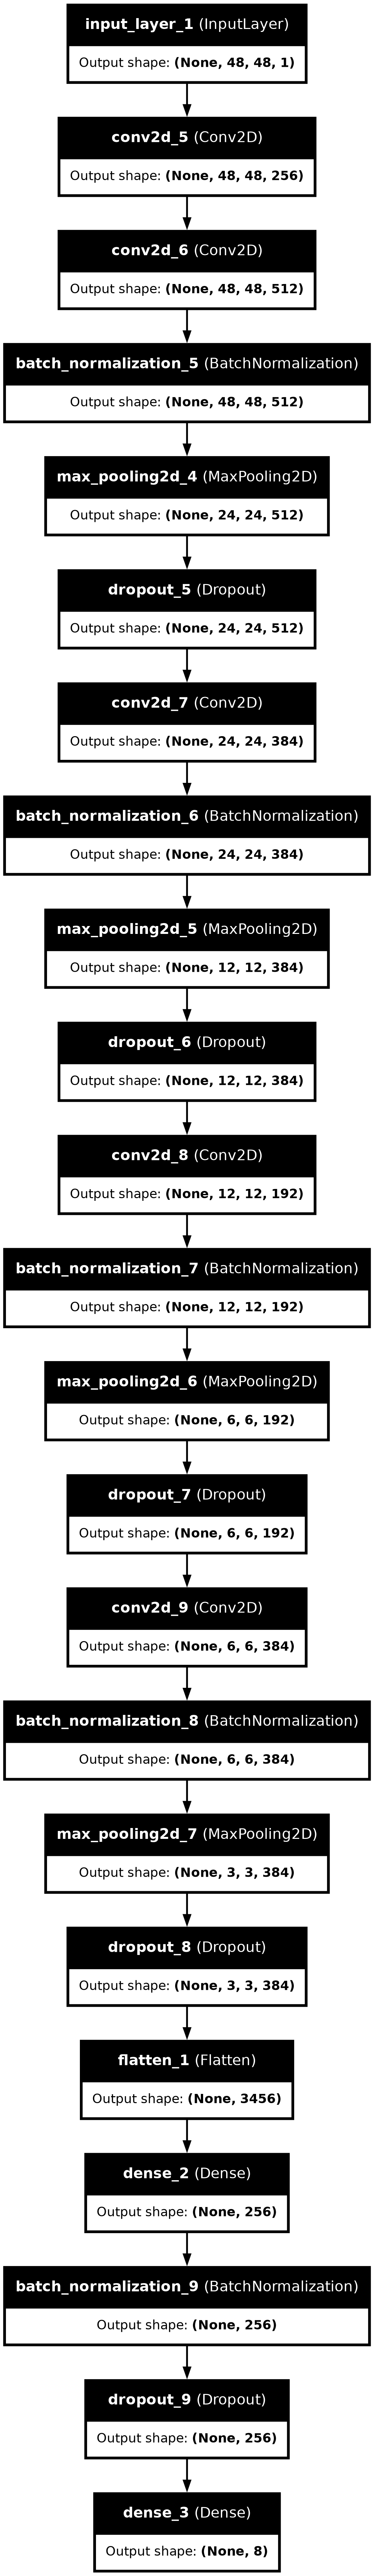 input_layer_1 (InputLayer)
Output shape: (None, 48, 48, 1)
conv2d_5 (Conv2D)
Output shape: (None, 48, 48, 256)
conv2d_6 (Conv2D)
Output shape: (None, 48, 48, 512)
batch_normalization_5 (BatchNormalization)
Output shape: (None, 48, 48, 512)
max_pooling2d_4 (MaxPooling2D)
Output shape: (None, 24, 24, 512)
dropout_5 (Dropout)
Output shape: (None, 24, 24, 512)
conv2d_7 (Conv2D)
Output shape: (None, 24, 24, 384)
batch_normalization_6 (BatchNormalization)
Output shape: (None, 24, 24, 384)
max_pooling2d_5 (MaxPooling2D)
Output shape: (None, 12, 12, 384)
dropout_6 (Dropout)
Output shape: (None, 12, 12, 384)
conv2d_8 (Conv2D)
Output shape: (None, 12, 12, 192)
batch_normalization_7 (BatchNormalization)
Output shape: (None, 12, 12, 192)
max_pooling2d_6 (MaxPooling2D)
Output shape: (None, 6, 6, 192)
dropout_7 (Dropout)
Output shape: (None, 6, 6, 192)
conv2d_9 (Conv2D)
Output shape: (None, 6, 6, 384)
batch_normalization_8 (BatchNormalization)
Output shape: (None, 6, 6, 384)
max_pooling2d_7 (MaxPooling2D)
Output shape: (None, 3, 3, 384)
dropout_8 (Dropout)
Output shape: (None, 3, 3, 384)
flatten_1 (Flatten)
Output shape: (None, 3456)
dense_2 (Dense)
Output shape: (None, 256)
batch_normalization_9 (BatchNormalization)
Output shape: (None, 256)
dropout_9 (Dropout)
Output shape: (None, 256)
dense_3 (Dense)
Output shape: (None, 8)